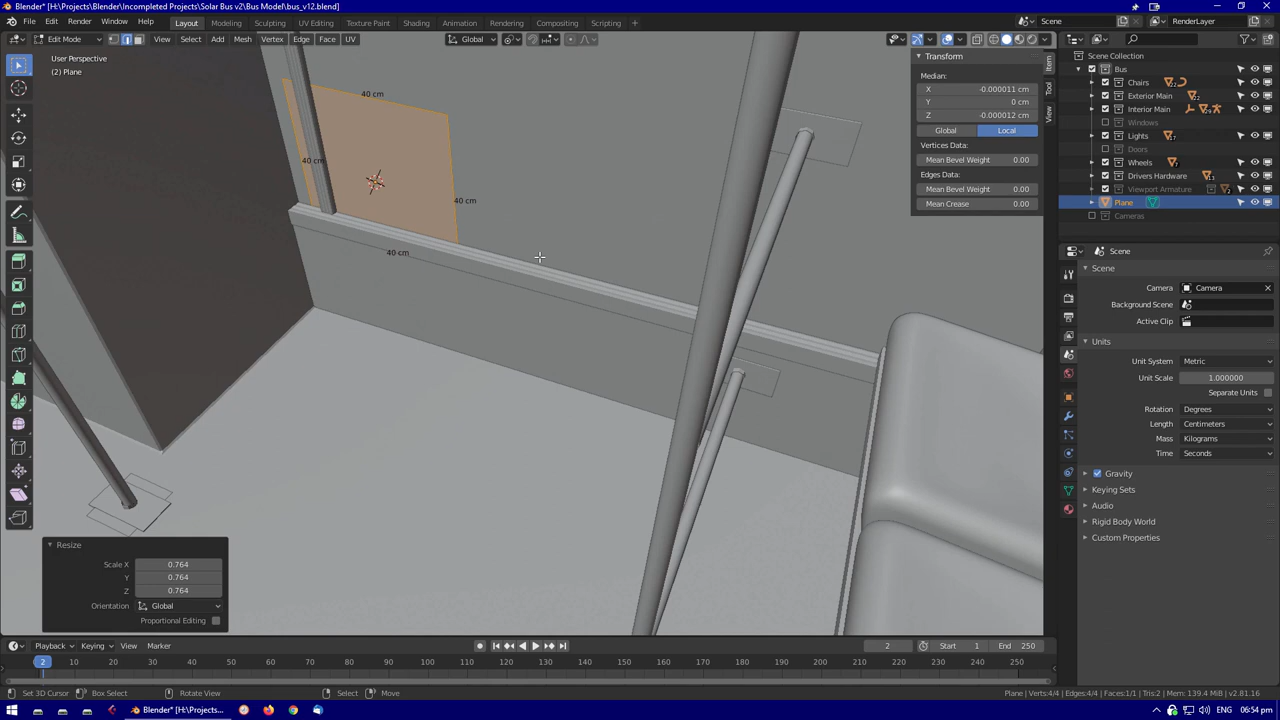 Blender* [H:\Projects\Blender\Incompleted Projects\Solar Bus v2\Bus Model\bus_v12.blend]
File Edit Render Window Help Layout Modeling Sculpting UV Editing Texture Paint Shading Animation Rendering Compositing Scripting Scene RenderLayer
Edit Mode View Select Add Mesh Vertex Edge Face UV Global
User Perspective
(2) Plane
40 cm
40 cm
40 cm
40 cm
Transform
Median:
X -0.000011 cm
Y 0 cm
Z -0.000012 cm
Global Local
Vertices Data:
Mean Bevel Weight 0.00
Edges Data:
Mean Bevel Weight 0.00
Mean Crease 0.00
Item
Tool
View
Scene Collection
Bus
Chairs 22
Exterior Main 22
Interior Main 29
Windows
Lights 17
Doors
Wheels 7
Drivers Hardware 13
Viewport Armature 2
Plane
Cameras
Scene
Scene
Camera Camera
Background Scene
Active Clip
Units
Unit System Metric
Unit Scale 1.000000
Separate Units
Rotation Degrees
Length Centimeters
Mass Kilograms
Time Seconds
Gravity
Keying Sets
Audio
Rigid Body World
Custom Properties
Resize
Scale X 0.764
Y 0.764
Z 0.764
Orientation Global
Proportional Editing
Playback Keying View Marker 2 Start 1 End 250
2 10 20 30 40 50 60 70 80 90 100 110 120 130 140 150 160 170 180 190 200 210 220 230 240 250
Set 3D Cursor Box Select Rotate View Select Move Plane | Verts:4/4 | Edges:4/4 | Faces:1/1 | Tris:2 | Mem: 139.4 MiB | v2.81.16
Blender* [H:\Projects... ENG 06:54 pm